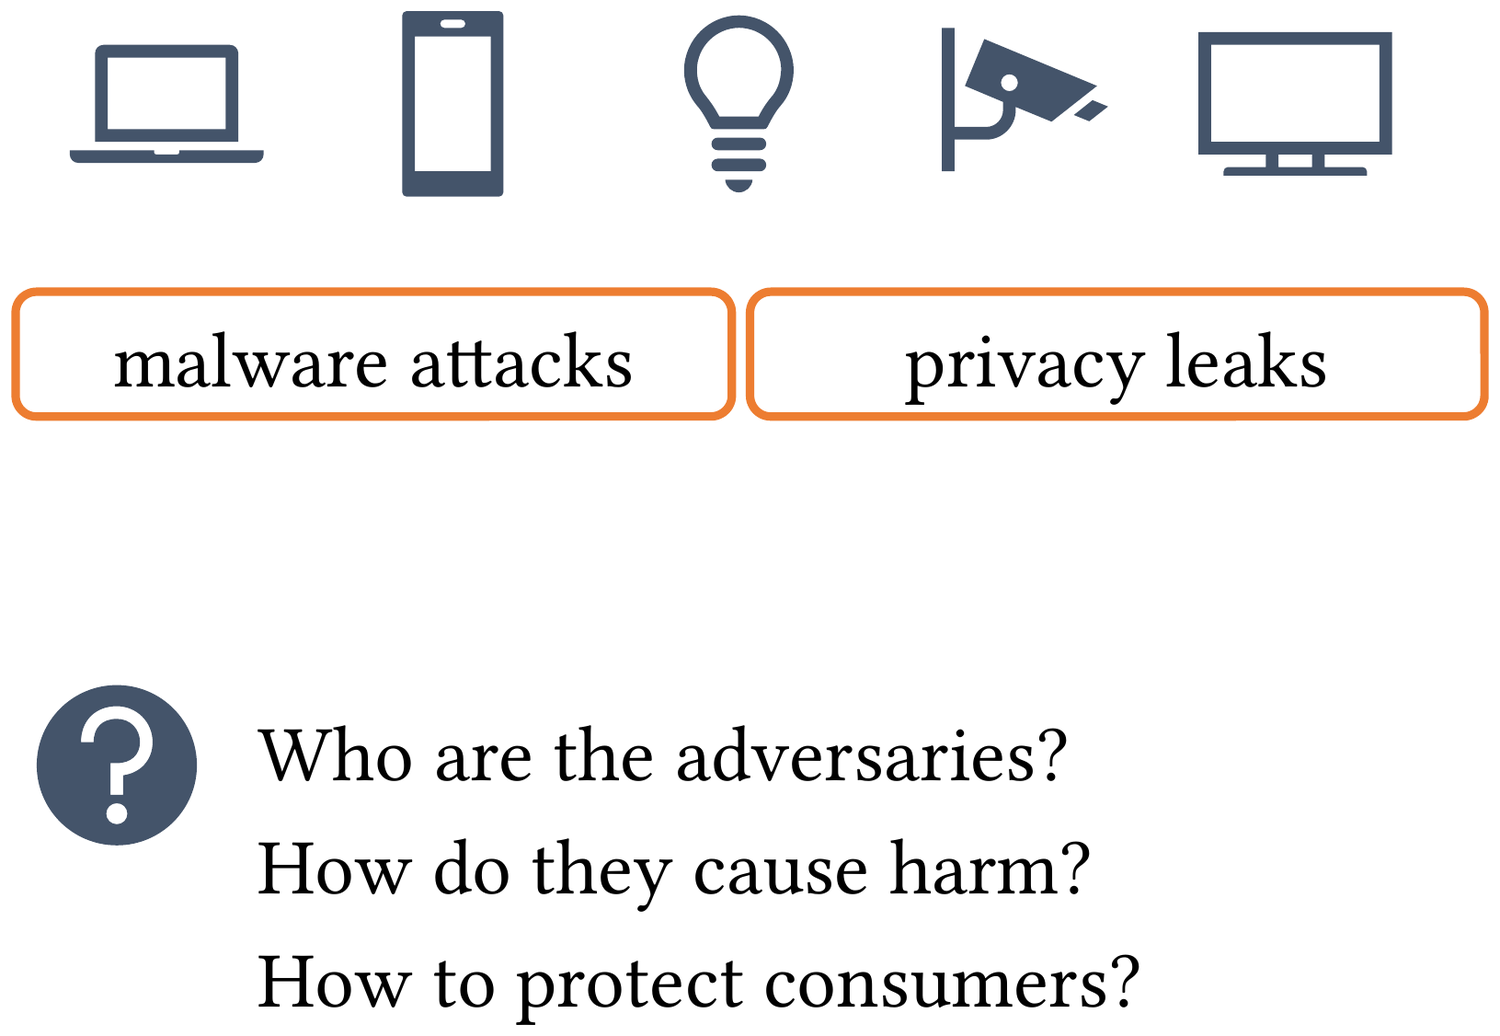 malware attacks
privacy leaks
Who are the adversaries?
How do they cause harm?
How to protect consumers?